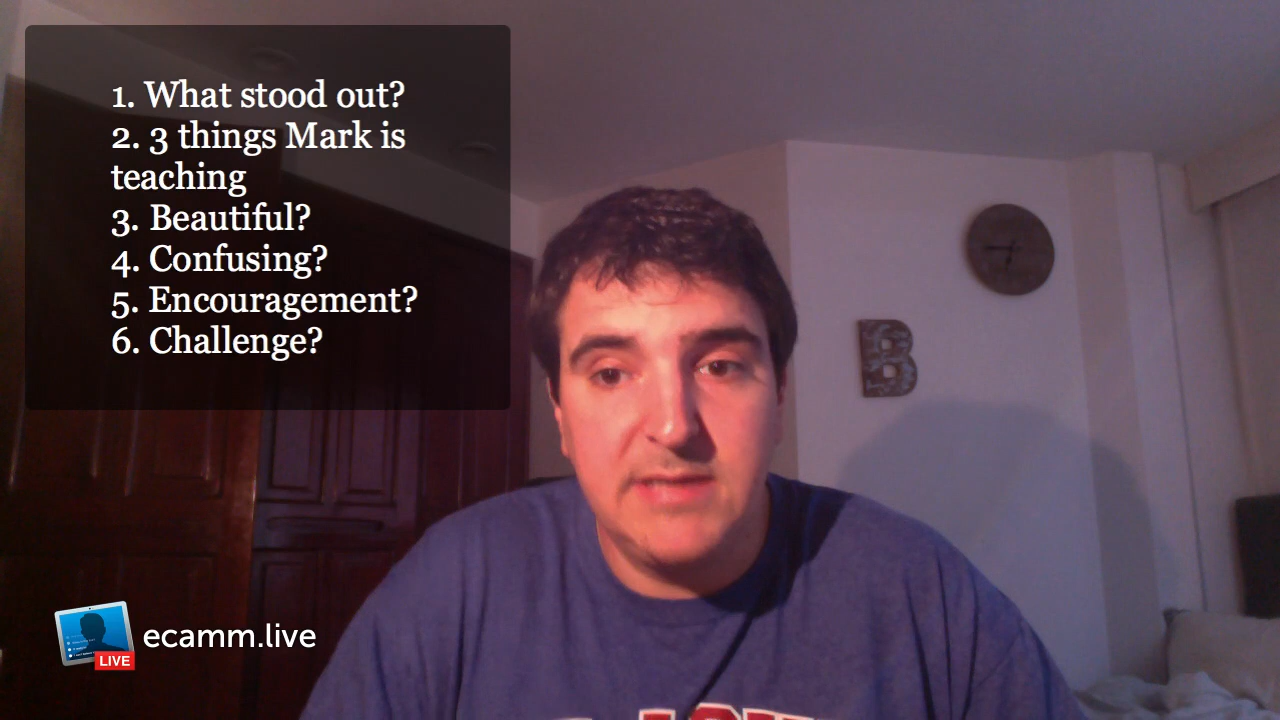 1. What stood out?
2. 3 things Mark is
teaching
3. Beautiful?
4. Confusing?
5. Encouragement?
6. Challenge?
B
LIVE
ecamm.live